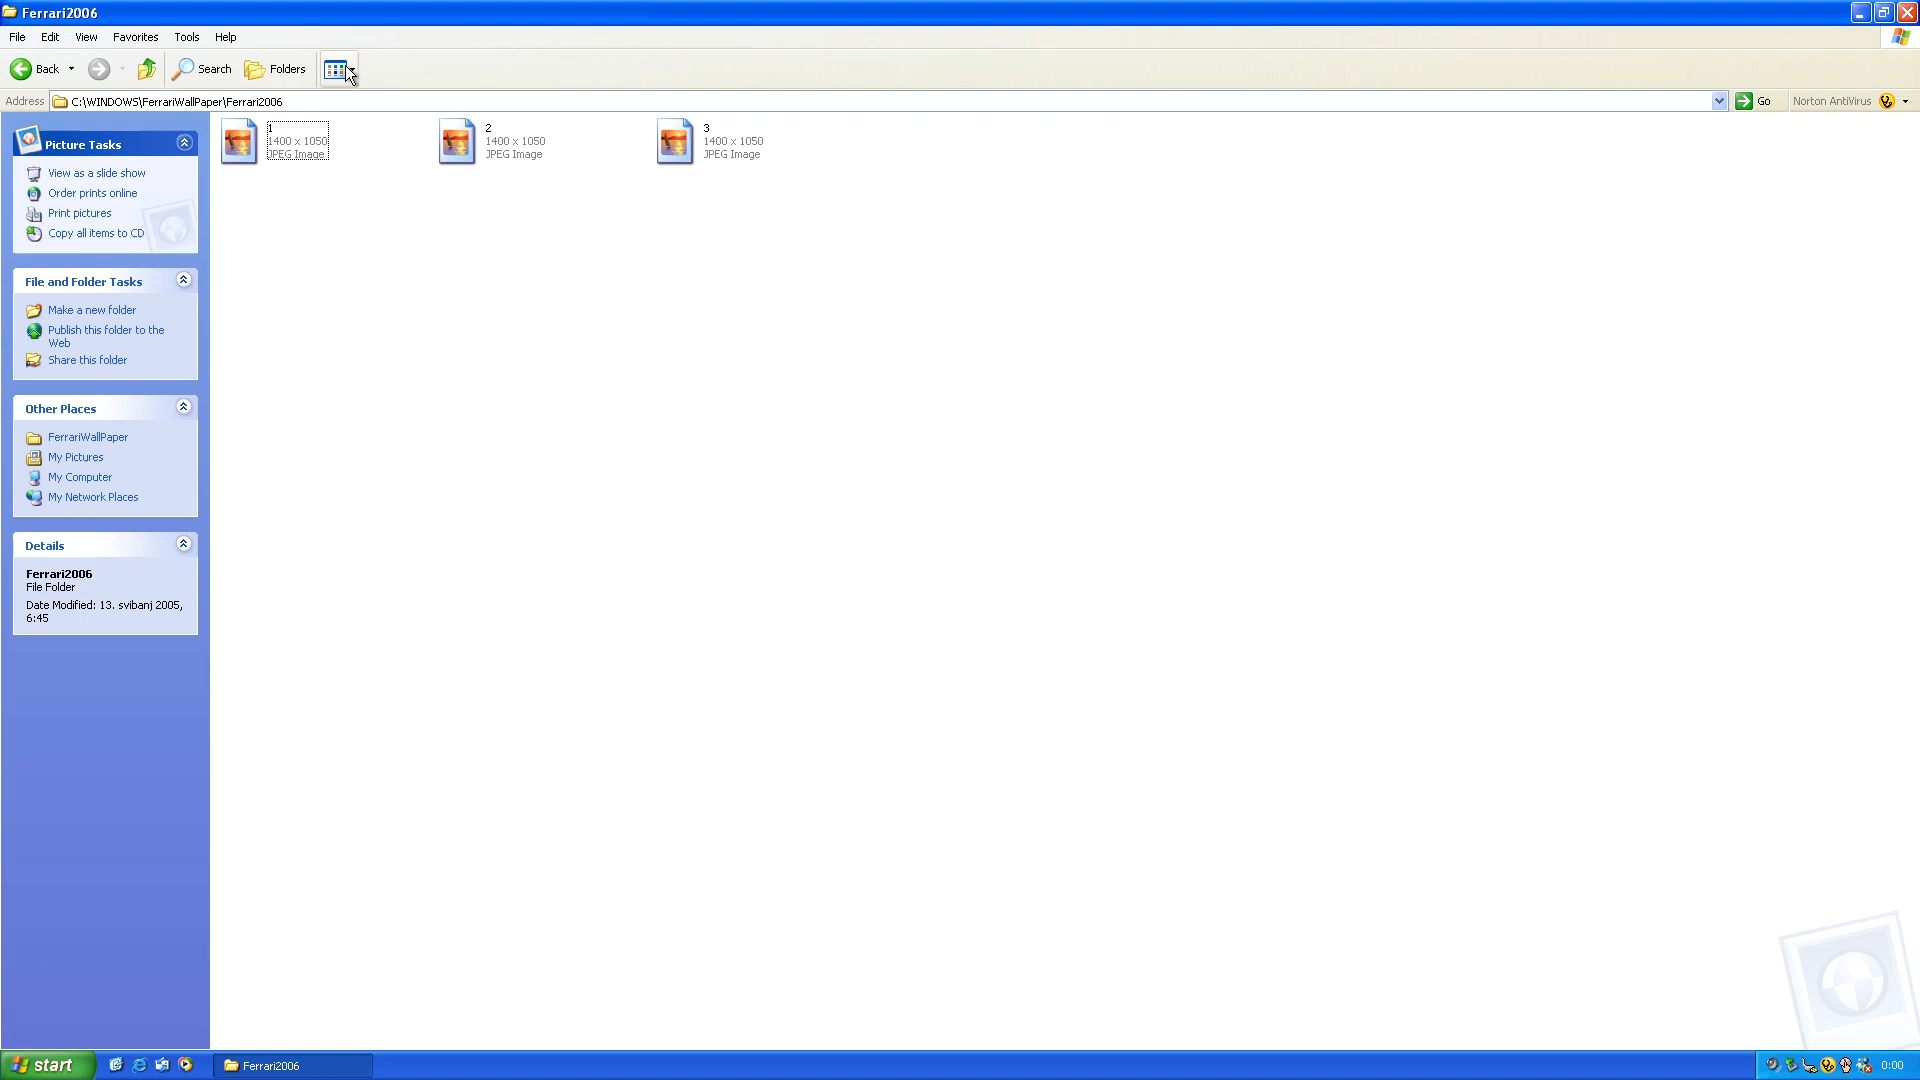 Ferrari2006
File Edit View Favorites Tools Help
Back Search Folders
Address C:\WINDOWS\FerrariWallPaper\Ferrari2006 Go Norton AntiVirus
Picture Tasks
View as a slide show
Order prints online
Print pictures
Copy all items to CD
File and Folder Tasks
Make a new folder
Publish this folder to the
Web
Share this folder
Other Places
FerrariWallPaper
My Pictures
My Computer
My Network Places
Details
Ferrari2006
File Folder
Date Modified: 13. svibanj 2005,
6:45
1
1400 x 1050
JPEG Image
2
1400 x 1050
JPEG Image
3
1400 x 1050
JPEG Image
start Ferrari2006 0:00